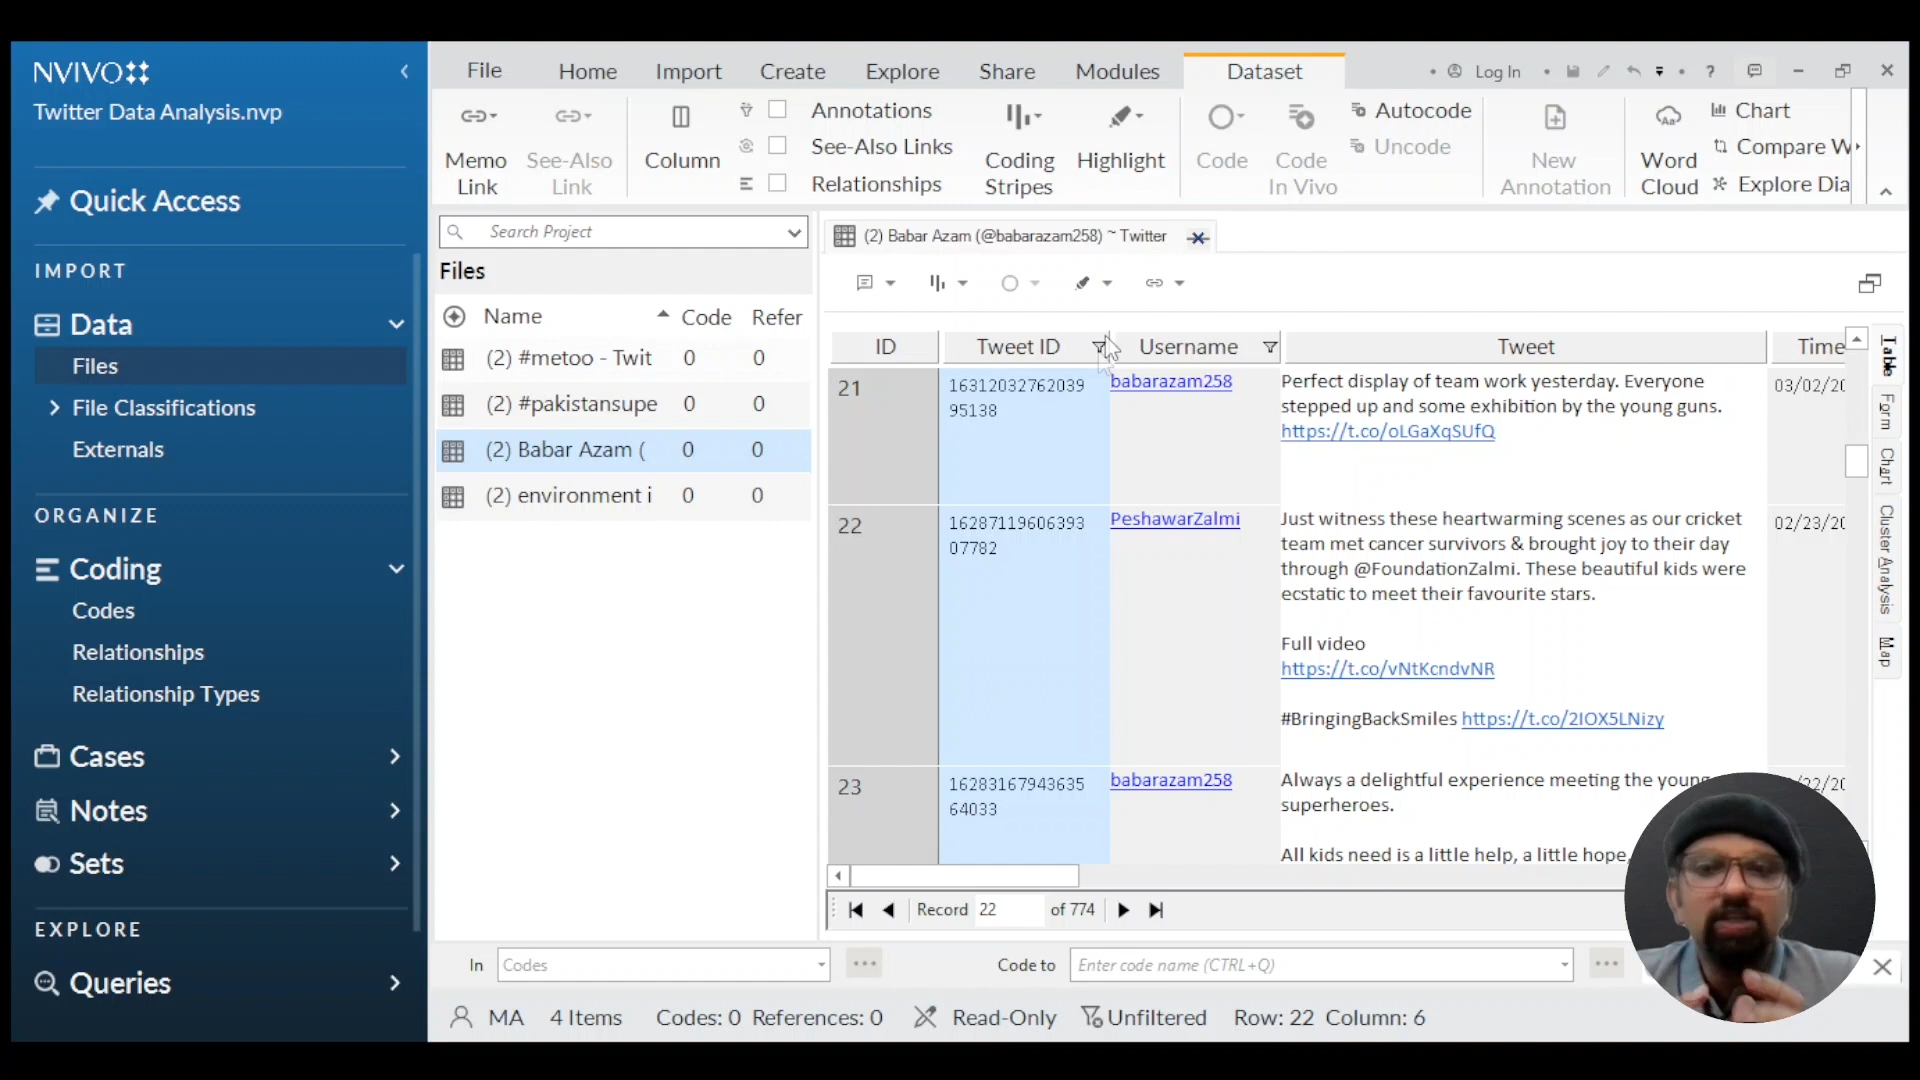 NVIVO
Twitter Data Analysis.nvp
Quick Access
IMPORT
Data
Files
File Classifications
Externals
ORGANIZE
Coding
Codes
Relationships
Relationship Types
Cases
Notes
Sets
EXPLORE
Queries
File Home Import Create Explore Share Modules Dataset Log In ?
Memo Link
See-Also Link
Column
Annotations
See-Also Links
Relationships
Coding Stripes
Highlight
Code
Code In Vivo
Autocode
Uncode
New Annotation
Word Cloud
Chart
Compare W
Explore Dia
Search Project
Files
Name Code Refer
(2) #metoo - Twit 0 0
(2) #pakistansupe 0 0
(2) Babar Azam ( 0 0
(2) environment i 0 0
(2) Babar Azam (@babarazam258) ~ Twitter
ID Tweet ID Username Tweet Time
21 16312032762039 babarazam258 Perfect display of team work yesterday. Everyone 03/02/20
95138 stepped up and some exhibition by the young guns.
https://t.co/oLGaXqSUfQ
22 16287119606393 PeshawarZalmi Just witness these heartwarming scenes as our cricket 02/23/20
07782 team met cancer survivors & brought joy to their day
through @FoundationZalmi. These beautiful kids were
ecstatic to meet their favourite stars.
Full video
https://t.co/vNtKcndvNR
#BringingBackSmiles https://t.co/2IOX5LNizy
23 16283167943635 babarazam258 Always a delightful experience meeting the young /22/20
64033 superheroes.
All kids need is a little help, a little hope,
Table
Form
Chart
Cluster Analysis
Map
Record 22 of 774
In Codes Code to Enter code name (CTRL+Q)
MA 4 Items Codes: 0 References: 0 Read-Only Unfiltered Row: 22 Column: 6